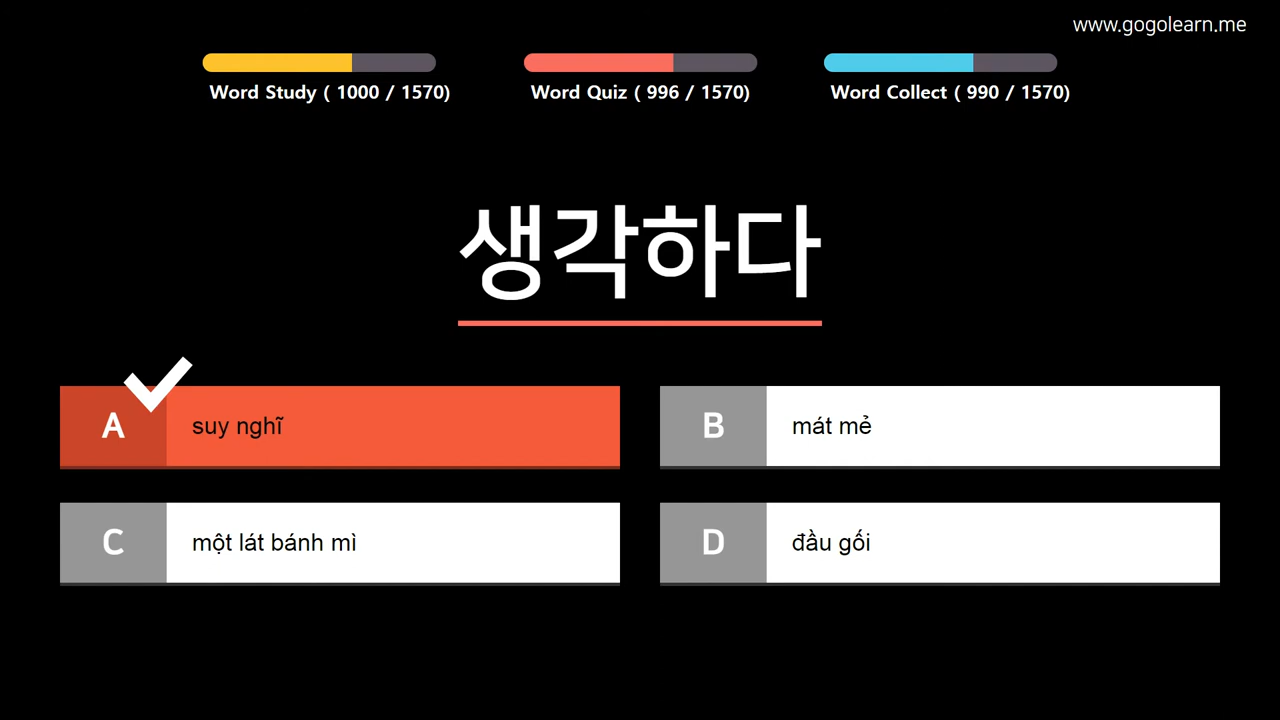 www.gogolearn.me
Word Study ( 1000 / 1570)
Word Quiz ( 996 / 1570)
Word Collect ( 990 / 1570)
생각하다
A suy nghĩ
B mát mẻ
C một lát bánh mì
D đầu gối